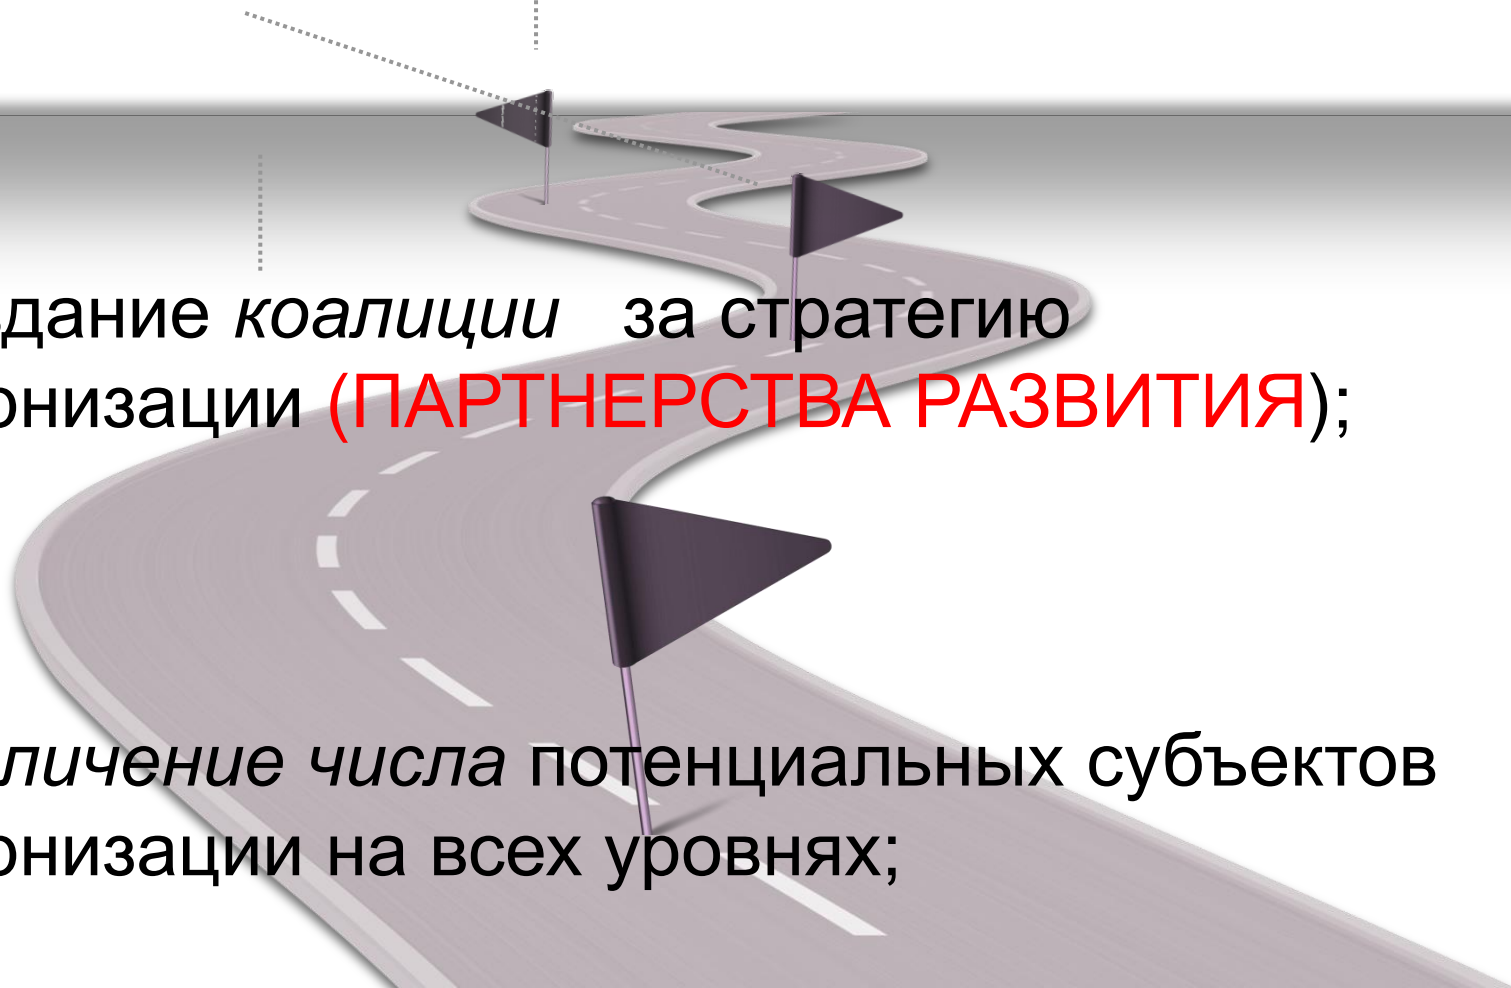 дание коалиции за стратегию
онизации (ПАРТНЕРСТВА РАЗВИТИЯ);
личение числа потенциальных субъектов
онизации на всех уровнях;